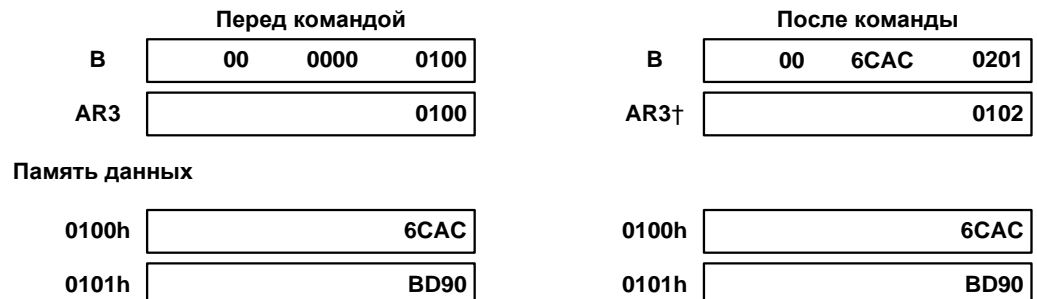 Перед командой После команды
B 00 0000 0100 B 00 6CAC 0201
AR3 0100 AR3† 0102
Память данных
0100h 6CAC 0100h 6CAC
0101h BD90 0101h BD90